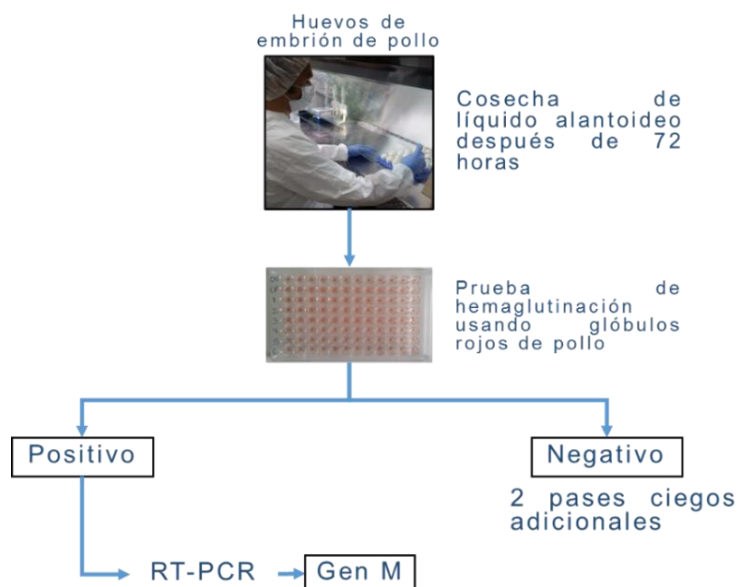 Huevos de
embrión de pollo
Cosecha de
líquido alantoideo
después de 72
horas
Prueba de
hemaglutinación
usando glóbulos
rojos de pollo
Positivo
Negativo
2 pases ciegos
adicionales
RT-PCR
Gen M